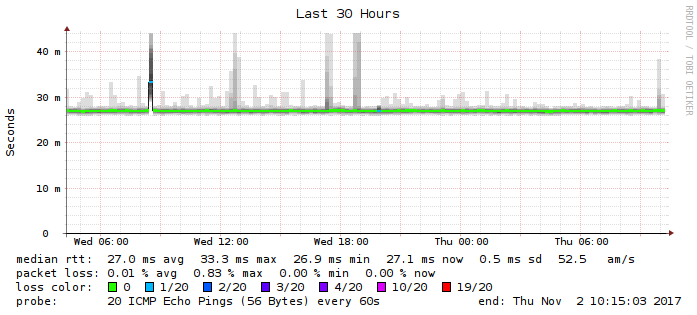 Last 30 Hours
RRDTOOL / TOBI OETIKER
Seconds
40 m
30 m
20 m
10 m
0
Wed 06:00 Wed 12:00 Wed 18:00 Thu 00:00 Thu 06:00
median rtt: 27.0 ms avg 33.3 ms max 26.9 ms min 27.1 ms now 0.5 ms sd 52.5 am/s
packet loss: 0.01 % avg 0.83 % max 0.00 % min 0.00 % now
loss color: 0 1/20 2/20 3/20 4/20 10/20 19/20
probe: 20 ICMP Echo Pings (56 Bytes) every 60s end: Thu Nov 2 10:15:03 2017